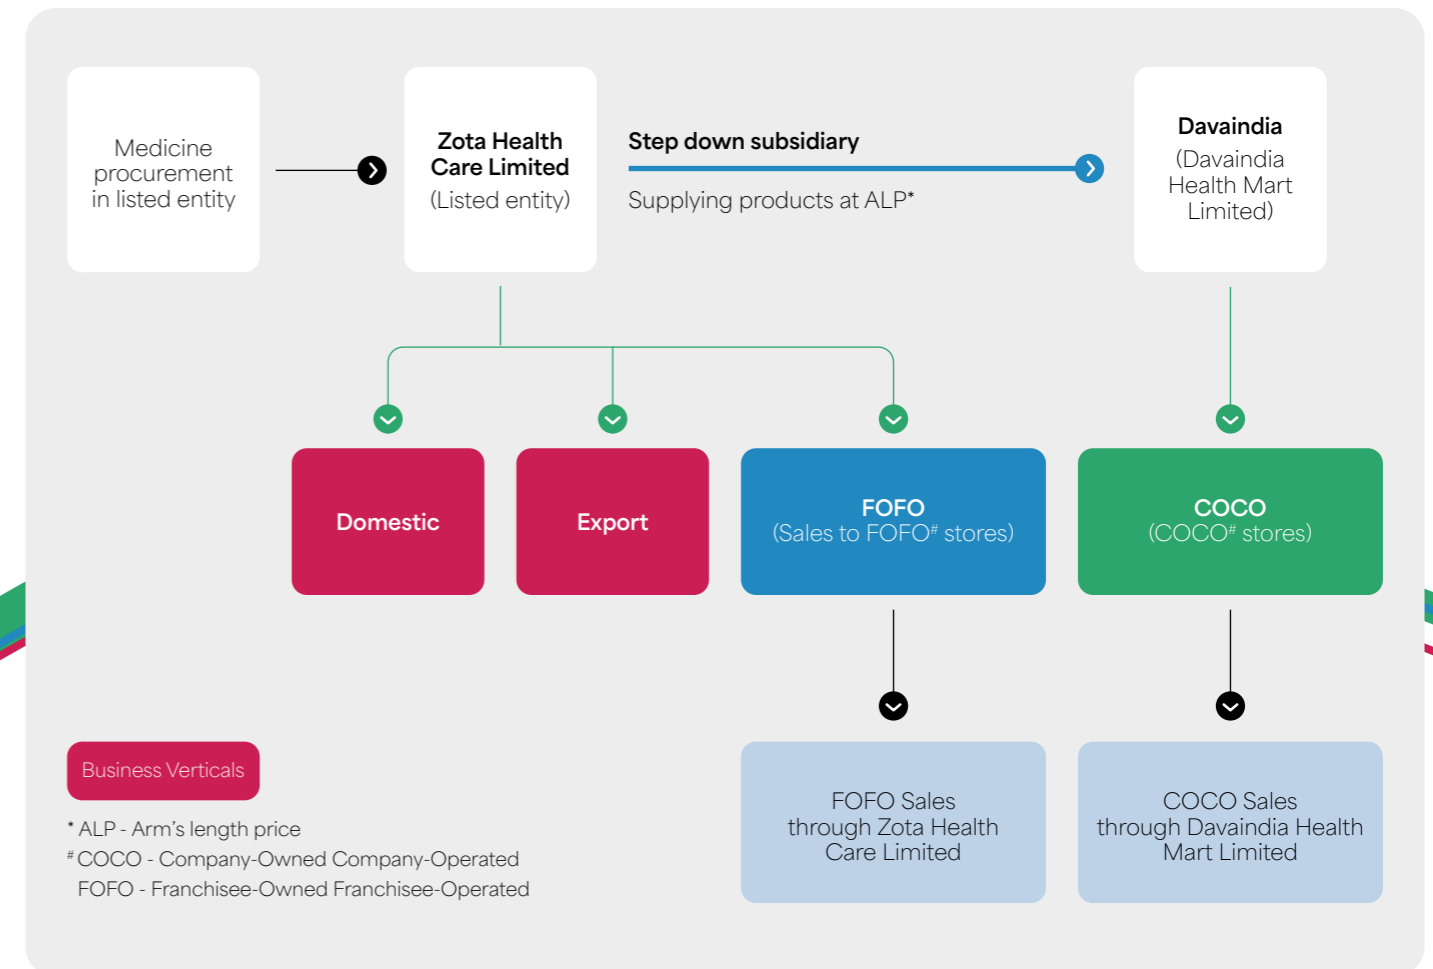 Medicine
procurement
in listed entity
Zota Health
Care Limited
(Listed entity)
Step down subsidiary
Supplying products at ALP*
Davaindia
(Davaindia
Health Mart
Limited)
Domestic
Export
FOFO
(Sales to FOFO# stores)
COCO
(COCO# stores)
FOFO Sales
through Zota Health
Care Limited
COCO Sales
through Davaindia Health
Mart Limited
Business Verticals
* ALP - Arm's length price
# COCO - Company-Owned Company-Operated
FOFO - Franchisee-Owned Franchisee-Operated